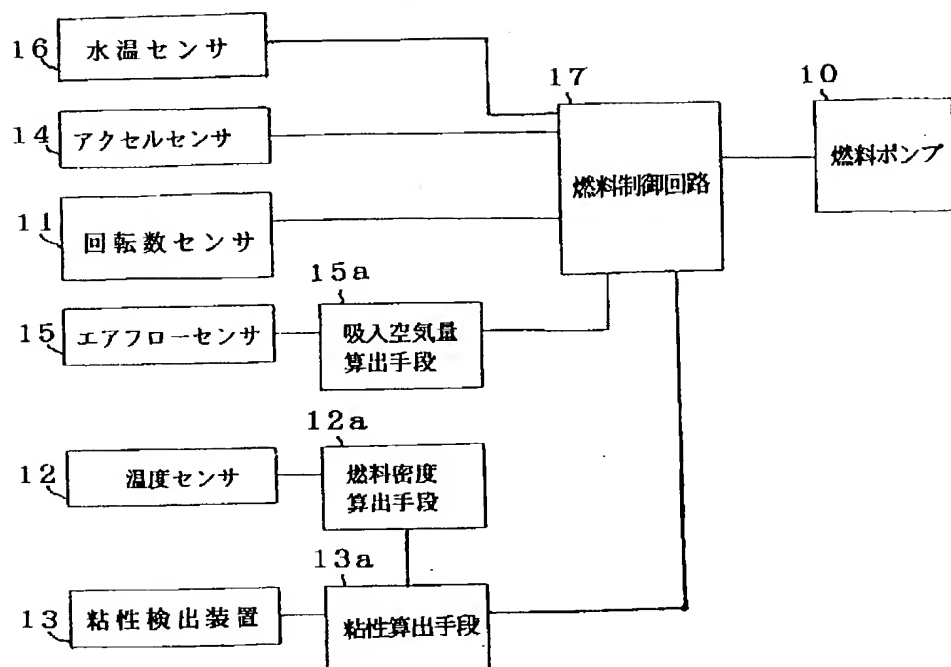 16
水温センサ
14
アクセルセンサ
11
回転数センサ
15
エアフローセンサ
15a
吸入空気量
算出手段
17
燃料制御回路
10
燃料ポンプ
12
温度センサ
12a
燃料密度
算出手段
13
粘性検出装置
13a
粘性算出手段